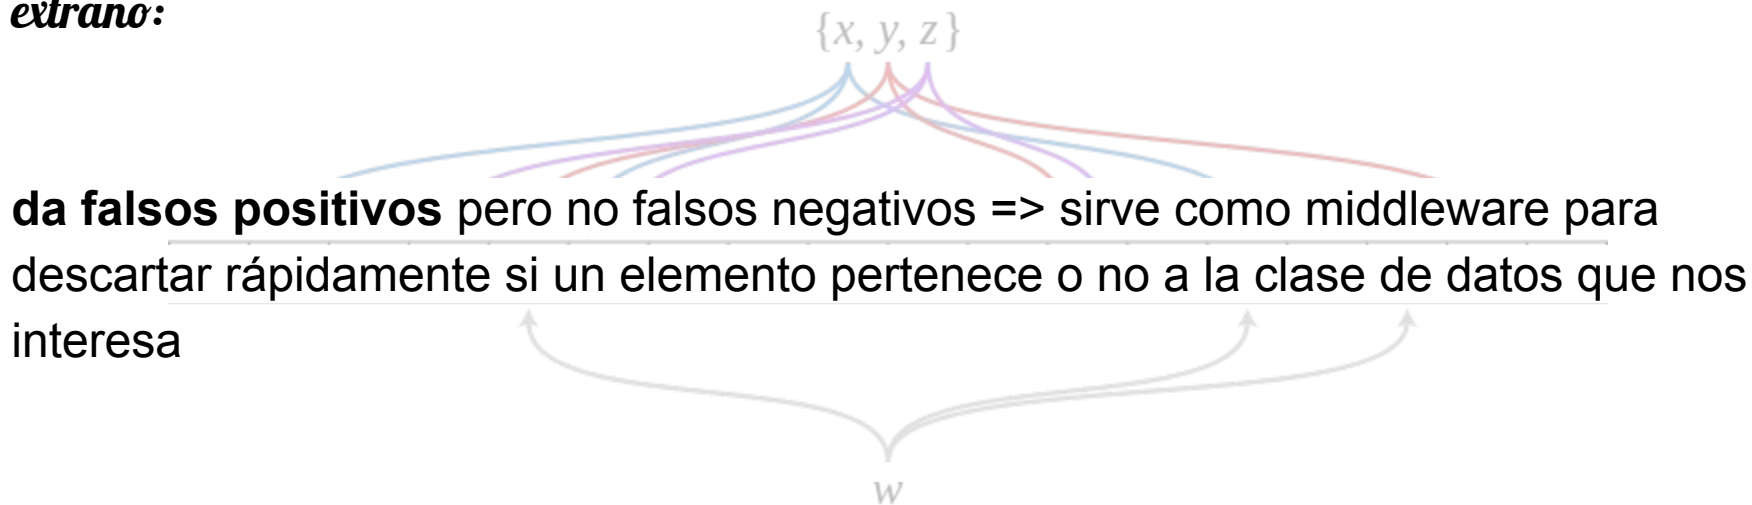 extraño:
{x, y, z}
da falsos positivos pero no falsos negativos => sirve como middleware para
descartar rápidamente si un elemento pertenece o no a la clase de datos que nos
interesa
w